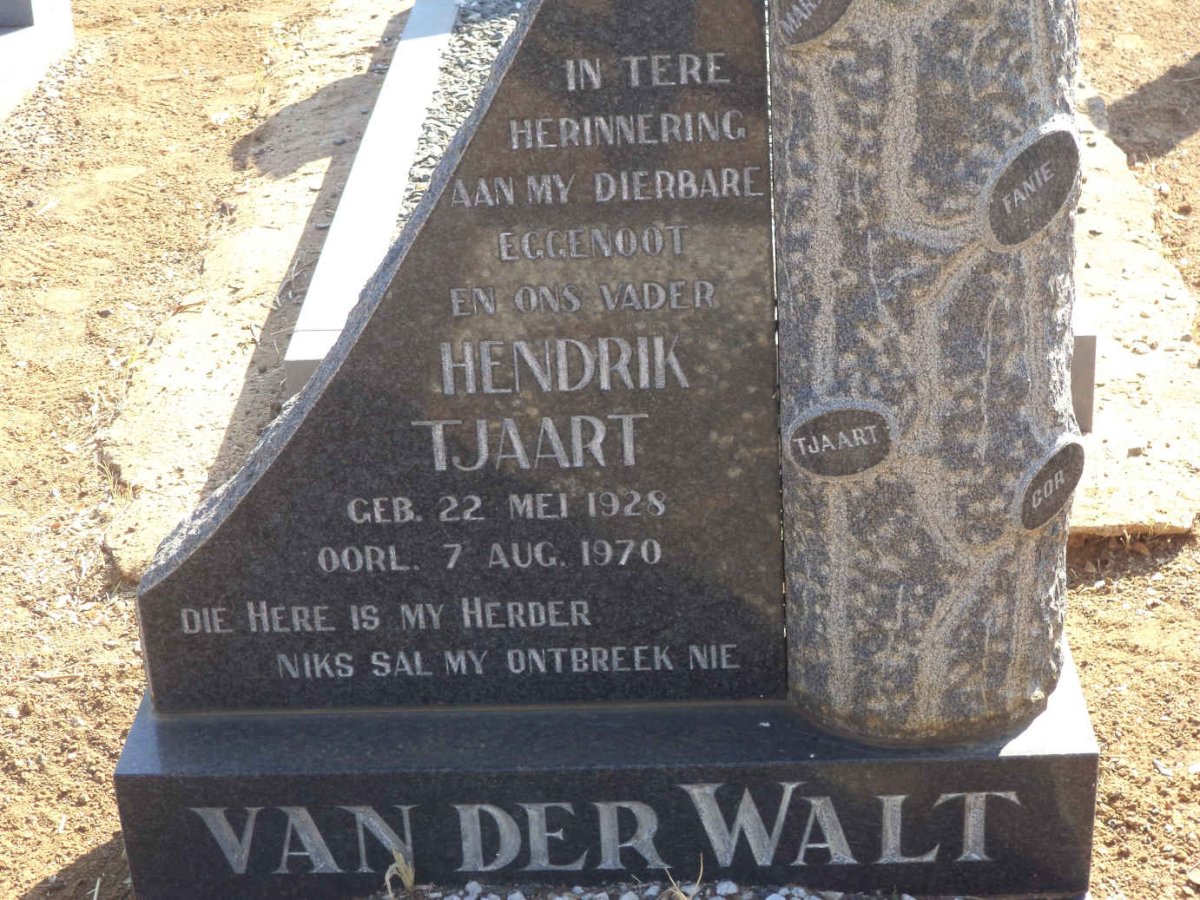 IN TERE
HERINNERING
AAN MY DIERBARE
EGGENOOT
EN ONS VADER
HENDRIK
TJAART
GEB. 22 MEI 1928
OORL. 7 AUG. 1970
DIE HERE IS MY HERDER
NIKS SAL MY ONTBREEK NIE
FANIE
TJAART
COR
VAN DER WALT